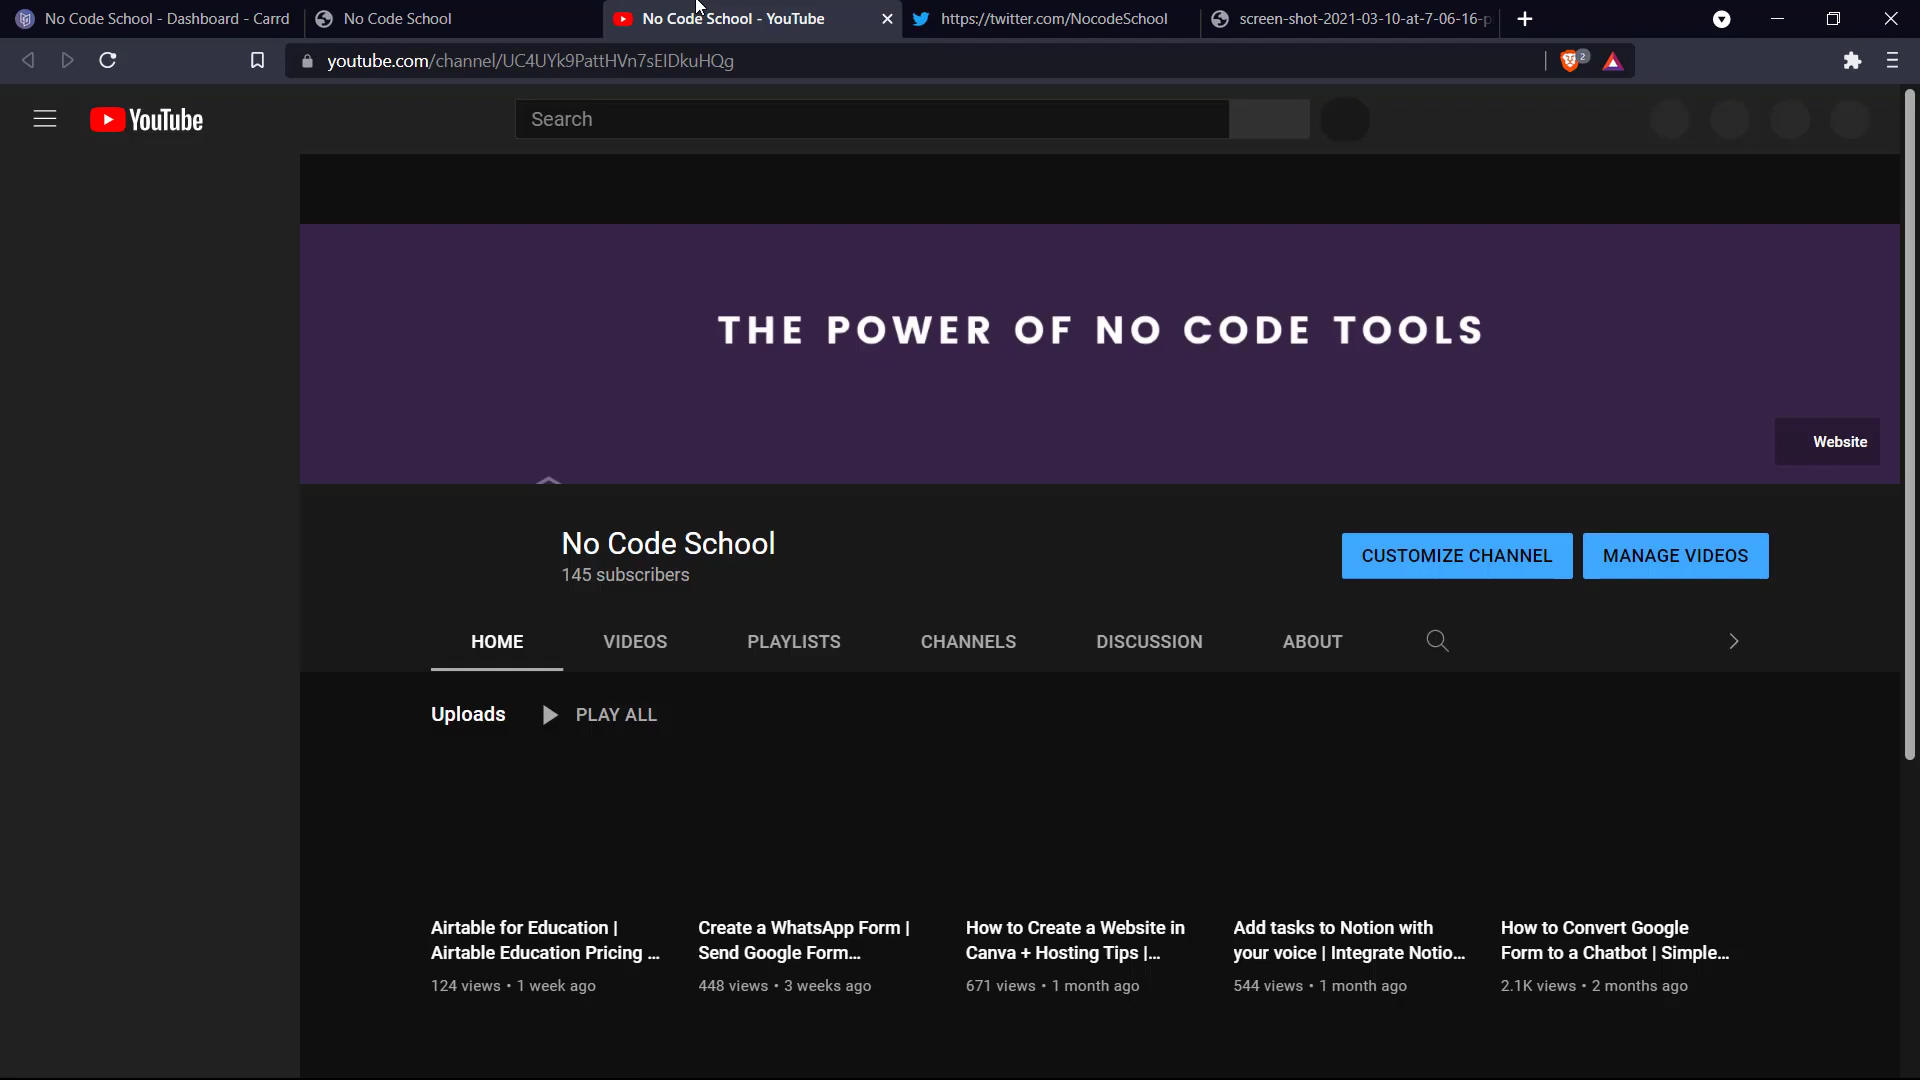 No Code School - Dashboard - Carrd
No Code School
No Code School - YouTube
https://twitter.com/NocodeSchool
screen-shot-2021-03-10-at-7-06-16-p
youtube.com/channel/UC4UYk9PattHVn7sEIDkuHQg
2
YouTube
Search
THE POWER OF NO CODE TOOLS
Website
No Code School
145 subscribers
CUSTOMIZE CHANNEL
MANAGE VIDEOS
HOME
VIDEOS
PLAYLISTS
CHANNELS
DISCUSSION
ABOUT
Uploads
PLAY ALL
Airtable for Education |
Airtable Education Pricing ...
124 views • 1 week ago
Create a WhatsApp Form |
Send Google Form...
448 views • 3 weeks ago
How to Create a Website in
Canva + Hosting Tips |...
671 views • 1 month ago
Add tasks to Notion with
your voice | Integrate Notio...
544 views • 1 month ago
How to Convert Google
Form to a Chatbot | Simple...
2.1K views • 2 months ago